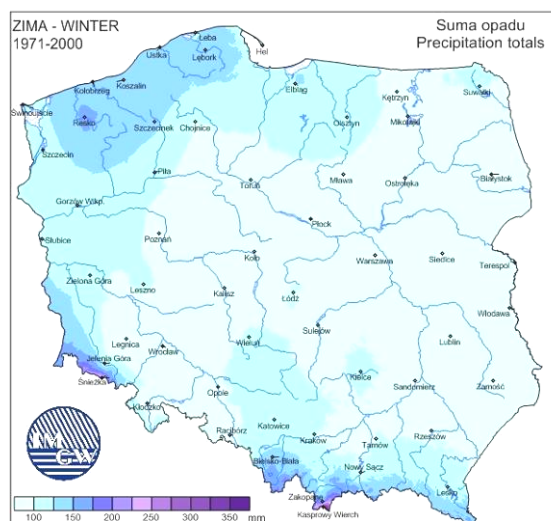 ZIMA - WINTER
1971-2000
Suma opadu
Precipitation totals
Łeba
Ustka
Hel
Lębork
Koszalin
Kołobrzeg
Elbląg
Kętrzyn
Suwałki
Świnoujście
Resko
Szczecinek
Chojnice
Olsztyn
Mikołajki
Szczecin
Piła
Toruń
Mława
Ostrołęka
Białystok
Gorzów Wlkp.
Płock
Słubice
Poznań
Koło
Warszawa
Siedlce
Terespol
Zielona Góra
Leszno
Kalisz
Łódź
Włodawa
Legnica
Wrocław
Wieluń
Sulejów
Lublin
Jelenia Góra
Śnieżka
Opole
Kielce
Sandomierz
Zamość
Kłodzko
Racibórz
Katowice
Kraków
Tarnów
Rzeszów
Bielsko-Biała
Nowy Sącz
Lesko
Zakopane
Kasprowy Wierch
IM
GW
100 150 200 250 300 350 mm